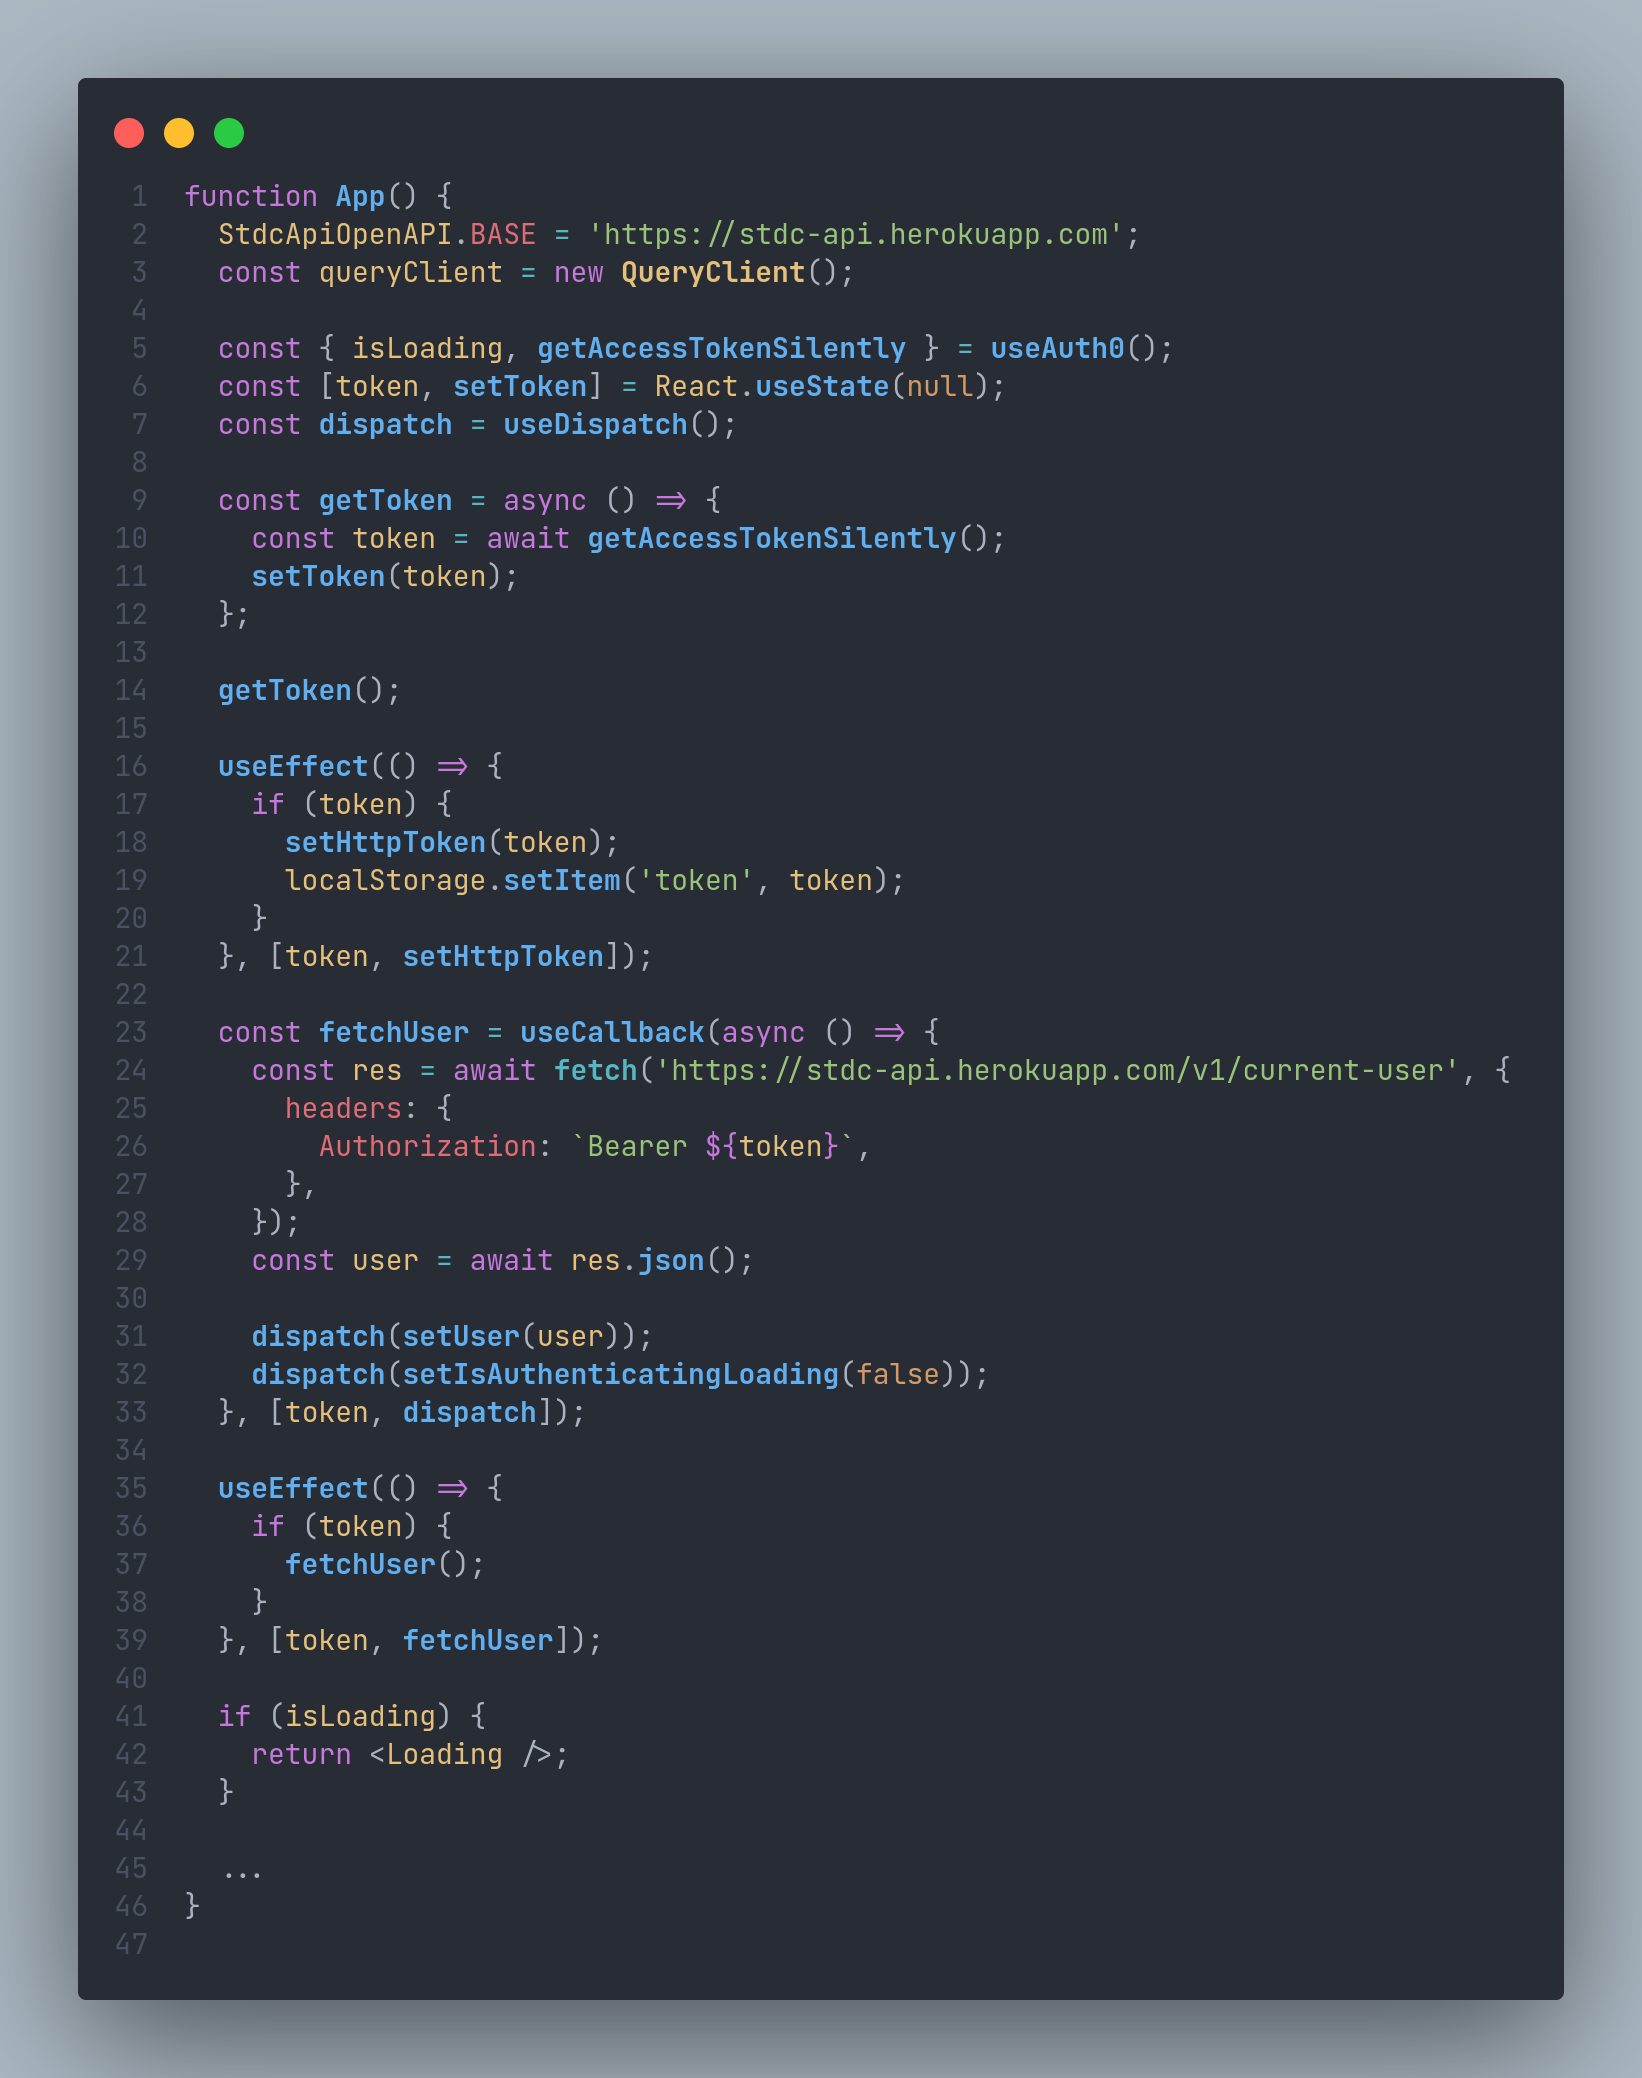 1 function App() {
2   StdcApiOpenAPI.BASE = 'https://stdc-api.herokuapp.com';
3   const queryClient = new QueryClient();
4
5   const { isLoading, getAccessTokenSilently } = useAuth0();
6   const [token, setToken] = React.useState(null);
7   const dispatch = useDispatch();
8
9   const getToken = async () => {
10     const token = await getAccessTokenSilently();
11     setToken(token);
12   };
13
14   getToken();
15
16   useEffect(() => {
17     if (token) {
18       setHttpToken(token);
19       localStorage.setItem('token', token);
20     }
21   }, [token, setHttpToken]);
22
23   const fetchUser = useCallback(async () => {
24     const res = await fetch('https://stdc-api.herokuapp.com/v1/current-user', {
25       headers: {
26         Authorization: `Bearer ${token}`,
27       },
28     });
29     const user = await res.json();
30
31     dispatch(setUser(user));
32     dispatch(setIsAuthenticatingLoading(false));
33   }, [token, dispatch]);
34
35   useEffect(() => {
36     if (token) {
37       fetchUser();
38     }
39   }, [token, fetchUser]);
40
41   if (isLoading) {
42     return <Loading />;
43   }
44
45   ...
46 }
47